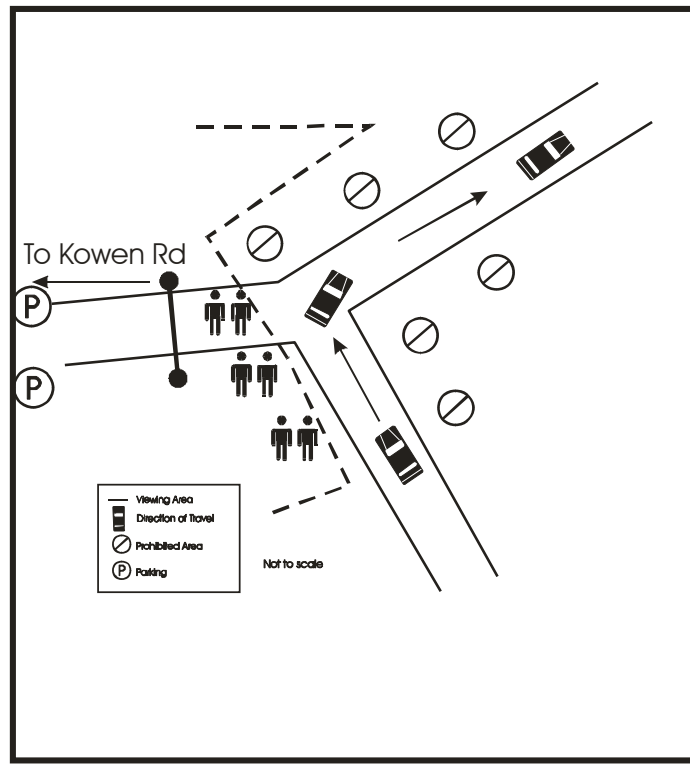 To Kowen Rd
P
P
Viewing Area
Direction of Travel
Prohibited Area
P Parking
Not to scale